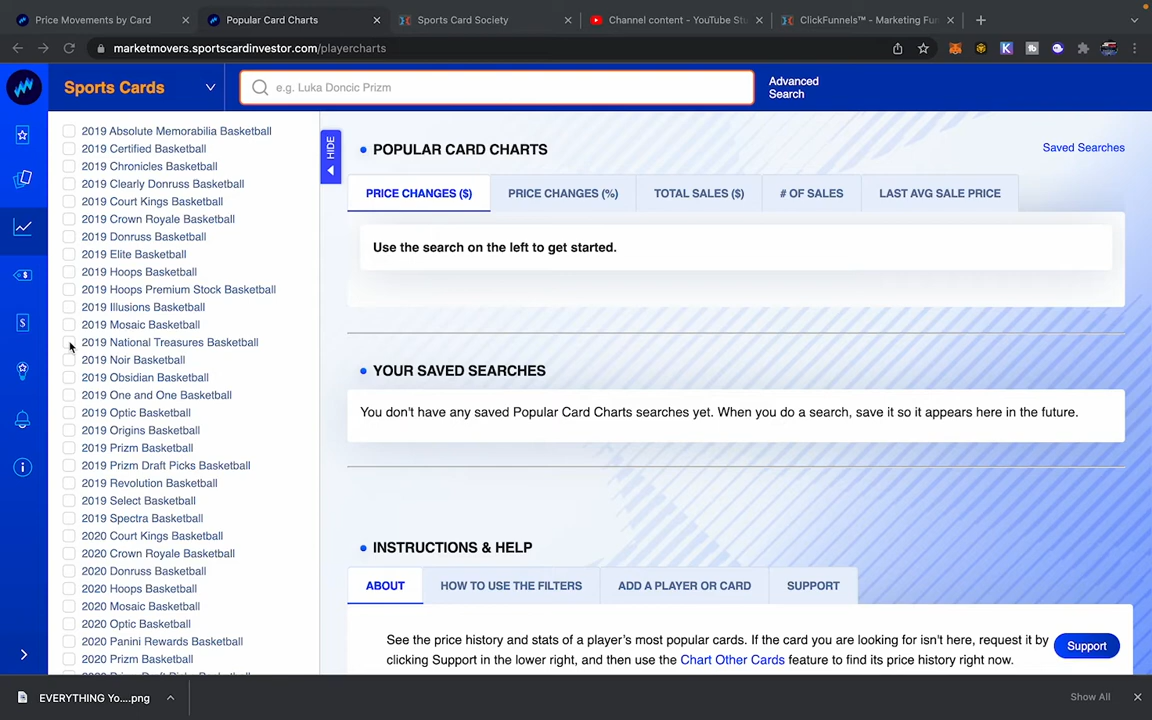 Price Movements by Card
Popular Card Charts
Sports Card Society
Channel content - YouTube Stu
ClickFunnels™ - Marketing Fun
marketmovers.sportscardinvestor.com/playercharts
Sports Cards
e.g. Luka Doncic Prizm
Advanced
Search
2019 Absolute Memorabilia Basketball
2019 Certified Basketball
2019 Chronicles Basketball
2019 Clearly Donruss Basketball
2019 Court Kings Basketball
2019 Crown Royale Basketball
2019 Donruss Basketball
2019 Elite Basketball
2019 Hoops Basketball
2019 Hoops Premium Stock Basketball
2019 Illusions Basketball
2019 Mosaic Basketball
2019 National Treasures Basketball
2019 Noir Basketball
2019 Obsidian Basketball
2019 One and One Basketball
2019 Optic Basketball
2019 Origins Basketball
2019 Prizm Basketball
2019 Prizm Draft Picks Basketball
2019 Revolution Basketball
2019 Select Basketball
2019 Spectra Basketball
2020 Court Kings Basketball
2020 Crown Royale Basketball
2020 Donruss Basketball
2020 Hoops Basketball
2020 Mosaic Basketball
2020 Optic Basketball
2020 Panini Rewards Basketball
2020 Prizm Basketball
HIDE
POPULAR CARD CHARTS
Saved Searches
PRICE CHANGES ($)
PRICE CHANGES (%)
TOTAL SALES ($)
# OF SALES
LAST AVG SALE PRICE
Use the search on the left to get started.
YOUR SAVED SEARCHES
You don't have any saved Popular Card Charts searches yet. When you do a search, save it so it appears here in the future.
INSTRUCTIONS & HELP
ABOUT
HOW TO USE THE FILTERS
ADD A PLAYER OR CARD
SUPPORT
See the price history and stats of a player's most popular cards. If the card you are looking for isn't here, request it by
clicking Support in the lower right, and then use the Chart Other Cards feature to find its price history right now.
Support
EVERYTHING Yo....png
Show All